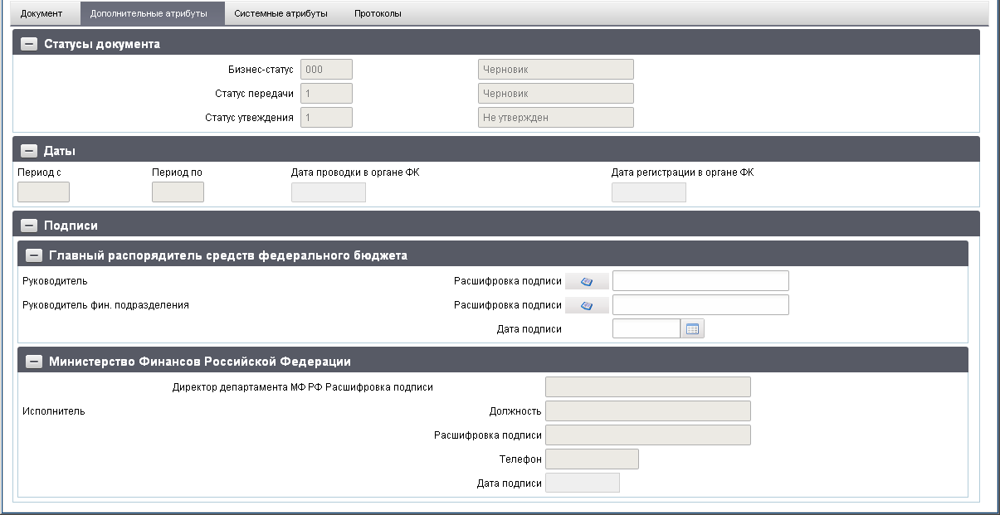 Документ Дополнительные атрибуты Системные атрибуты Протоколы
Статусы документа
Бизнес-статус 000 Черновик
Статус передачи 1 Черновик
Статус утвеждения 1 Не утвержден
Даты
Период с Период по Дата проводки в органе ФК Дата регистрации в органе ФК
Подписи
Главный распорядитель средств федерального бюджета
Руководитель Расшифровка подписи
Руководитель фин. подразделения Расшифровка подписи
Дата подписи
Министерство Финансов Российской Федерации
Директор департамента МФ РФ Расшифровка подписи
Исполнитель Должность
Расшифровка подписи
Телефон
Дата подписи